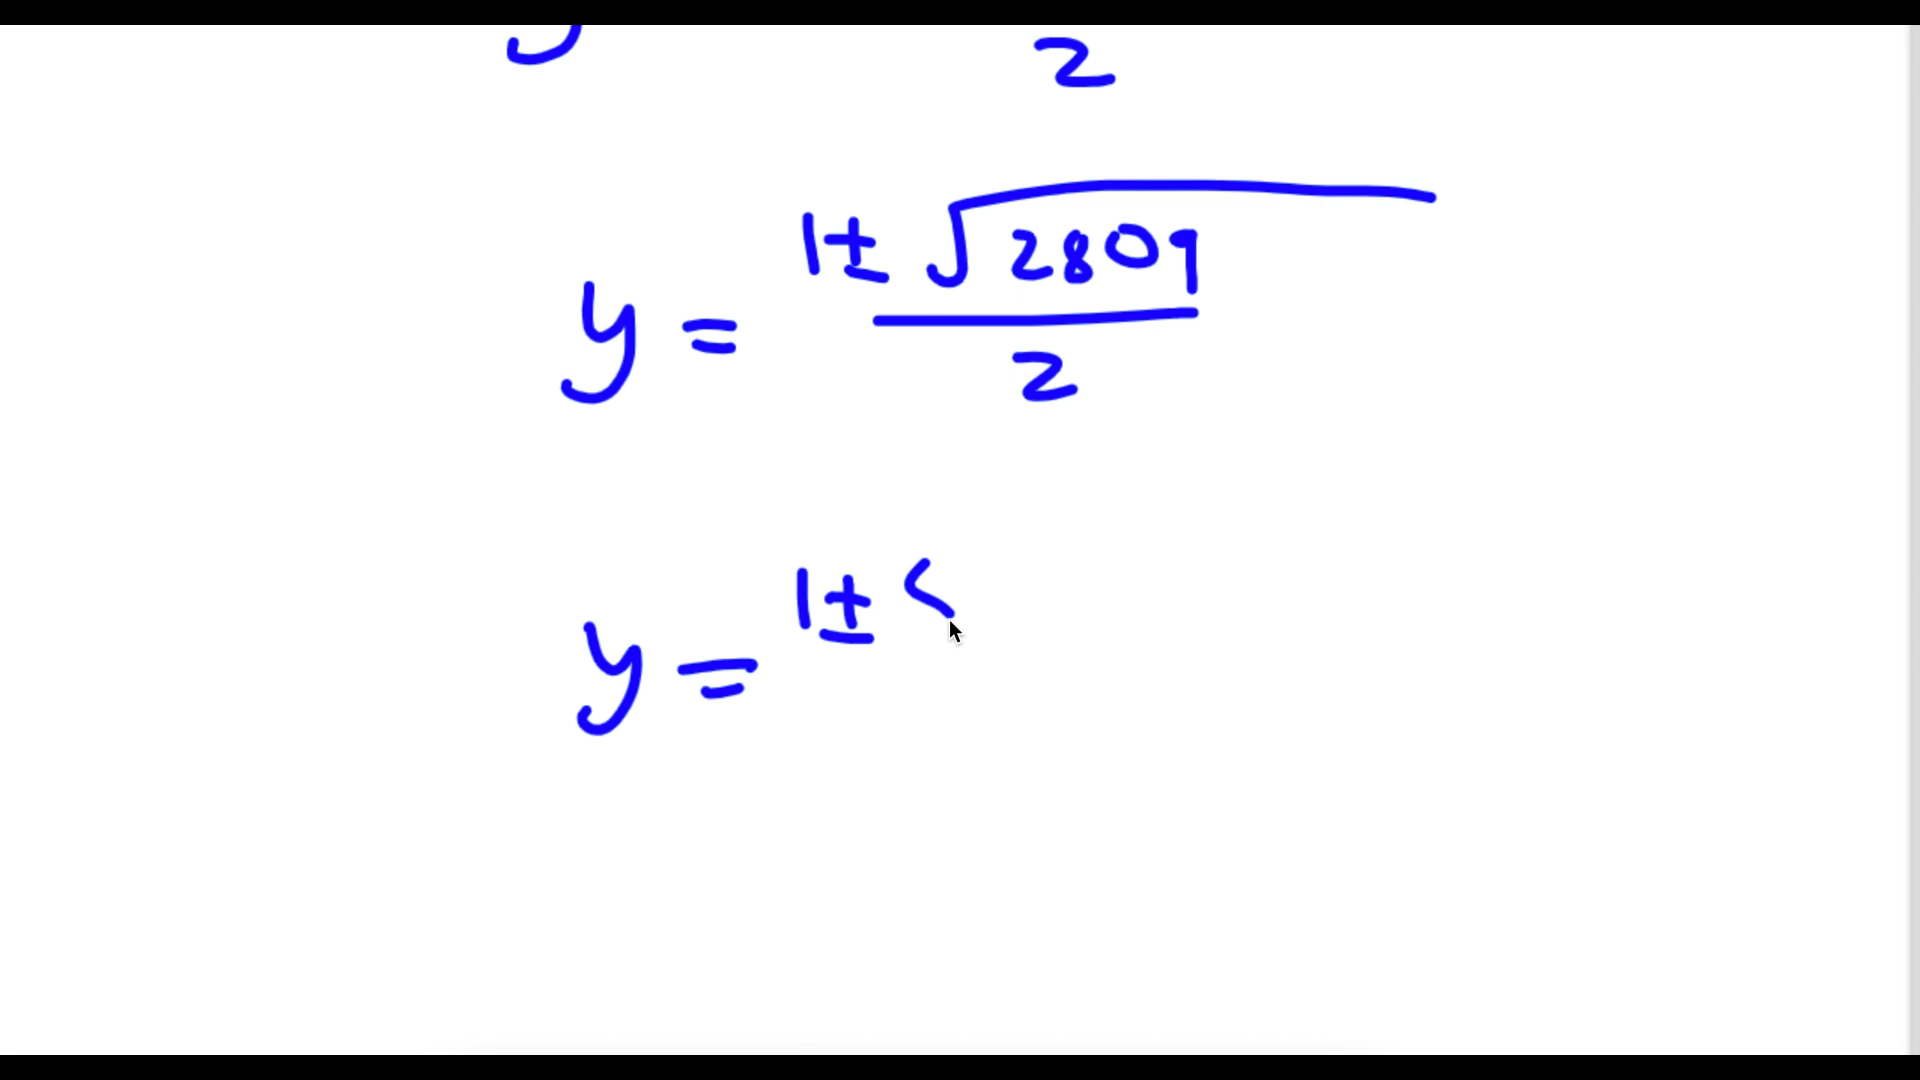 y 2
y = 1 ± √2809 / 2
y = 1 ±